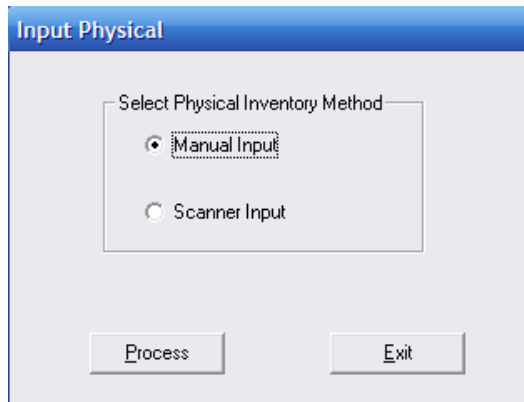 Input Physical
Select Physical Inventory Method
Manual Input
Scanner Input
Process
Exit